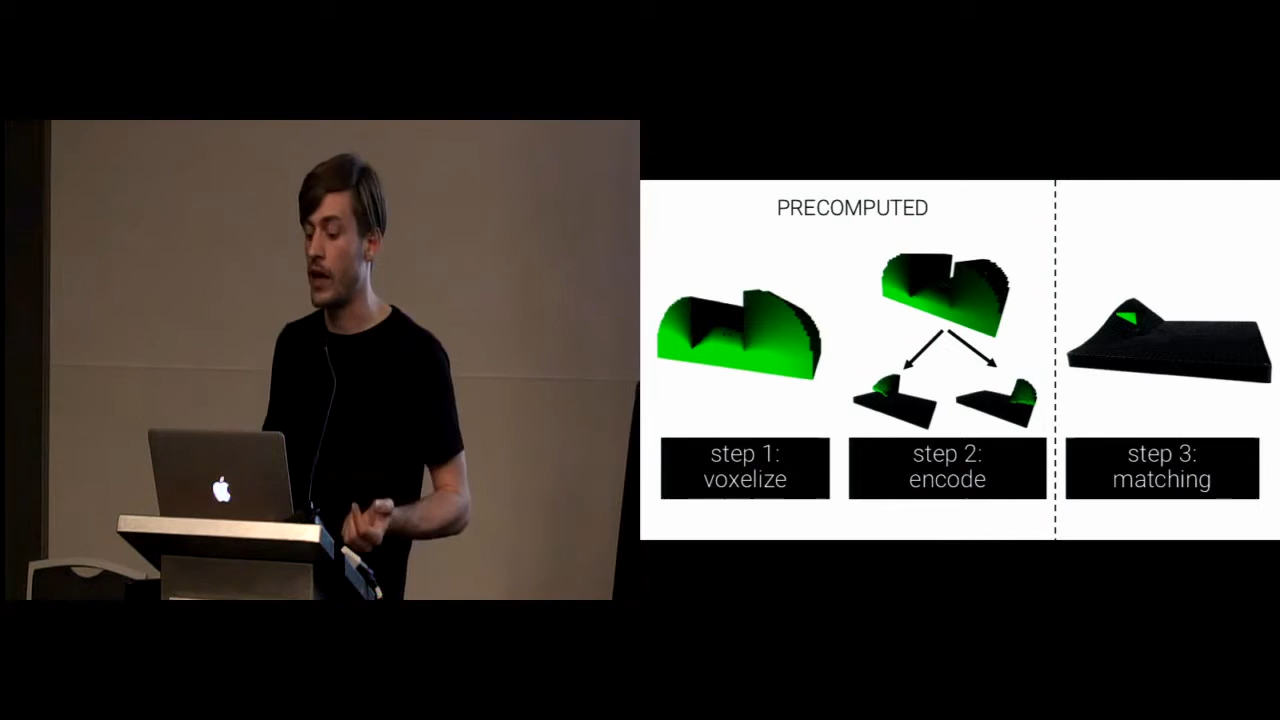 PRECOMPUTED
step 1:
voxelize
step 2:
encode
step 3:
matching